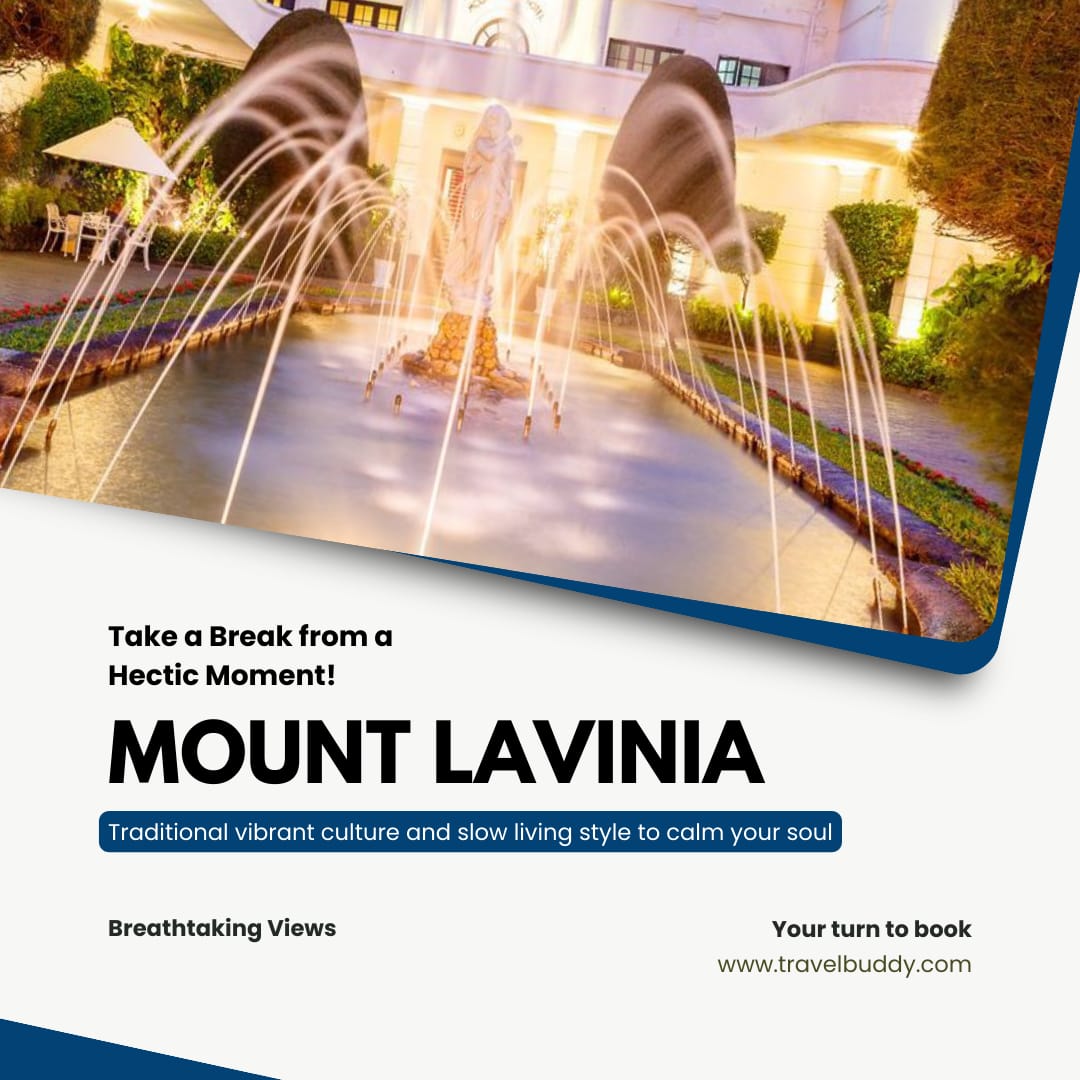 Take a Break from a
Hectic Moment!
MOUNT LAVINIA
Traditional vibrant culture and slow living style to calm your soul
Breathtaking Views
Your turn to book
www.travelbuddy.com